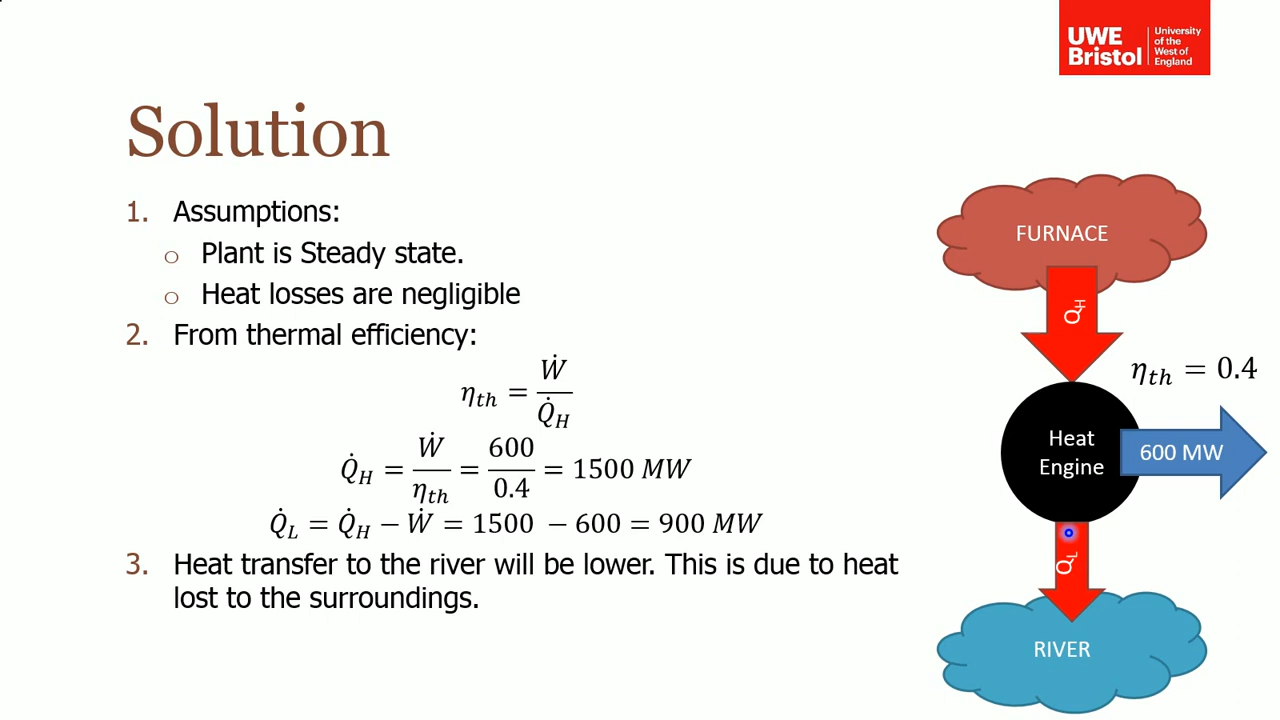 UWE
Bristol
University
of the
West of
England
Solution
1. Assumptions:
o Plant is Steady state.
o Heat losses are negligible
2. From thermal efficiency:
η_th = Ẇ / Q̇_H
Q̇_H = Ẇ / η_th = 600 / 0.4 = 1500 MW
Q̇_L = Q̇_H − Ẇ = 1500 − 600 = 900 MW
3. Heat transfer to the river will be lower. This is due to heat
lost to the surroundings.
FURNACE
Q_H
η_th = 0.4
Heat
Engine
600 MW
Q_L
RIVER